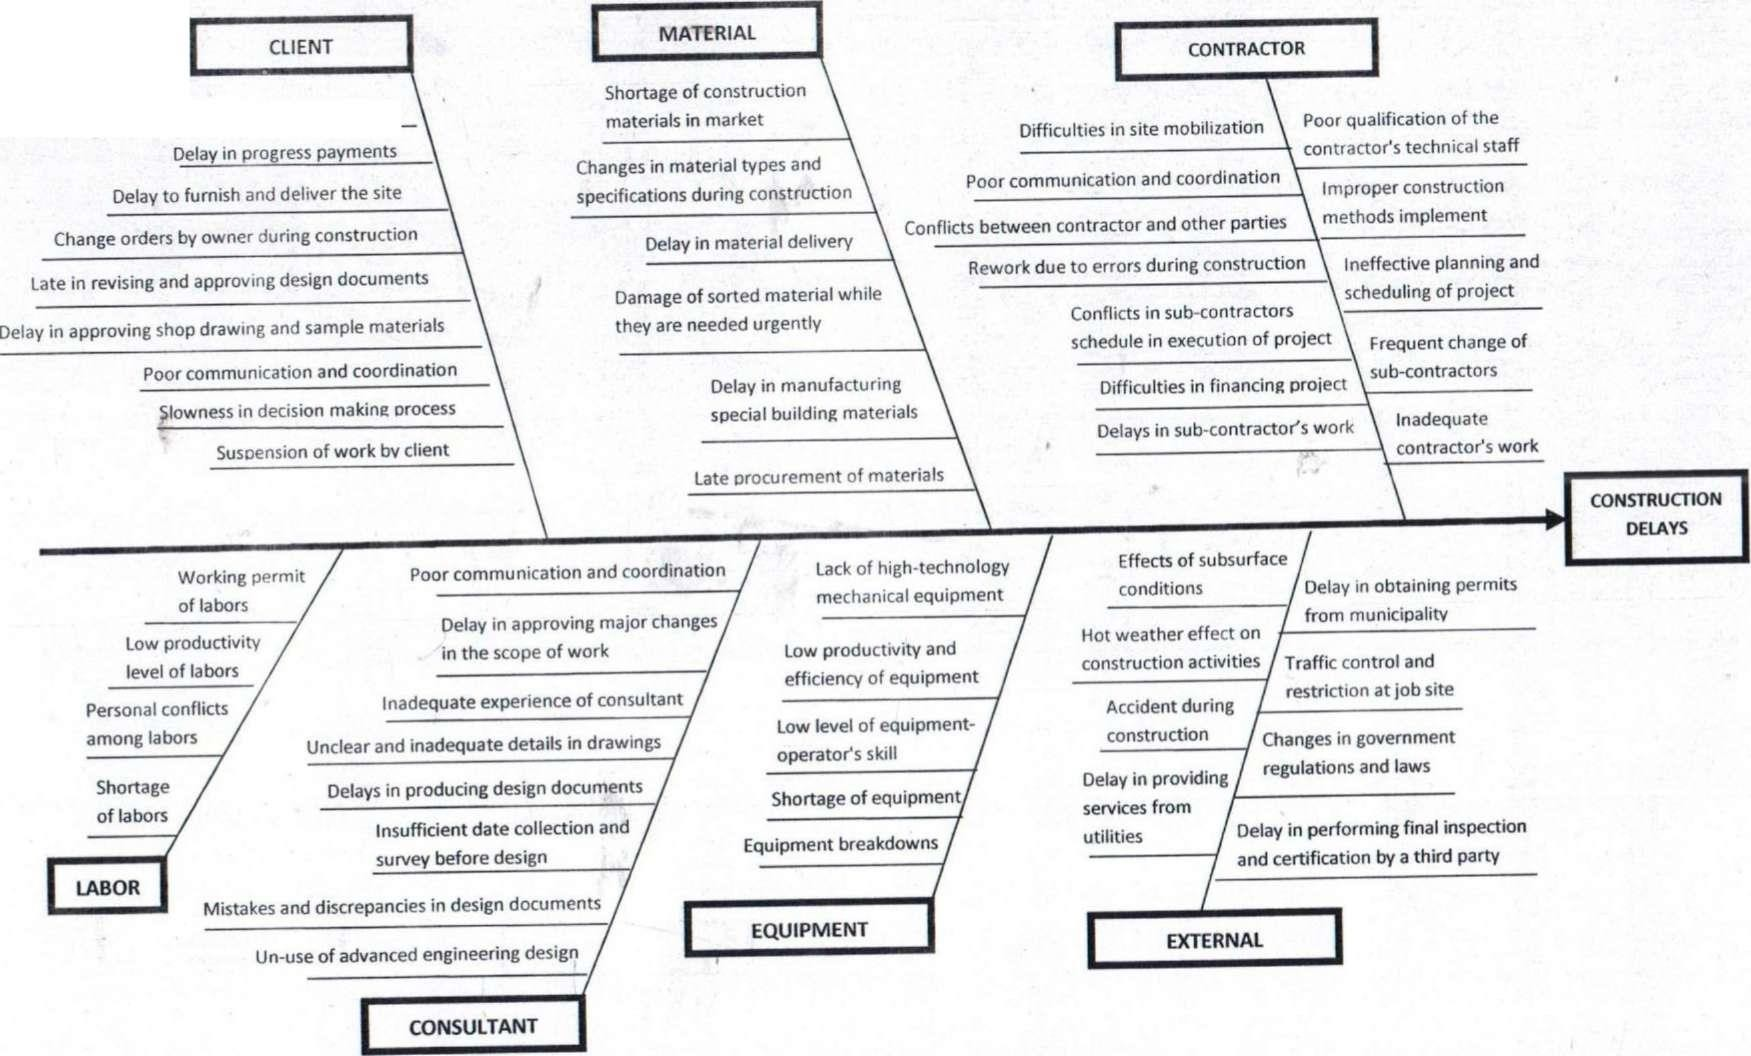 CLIENT
Delay in progress payments
Delay to furnish and deliver the site
Change orders by owner during construction
Late in revising and approving design documents
Delay in approving shop drawing and sample materials
Poor communication and coordination
Slowness in decision making process
Suspension of work by client
MATERIAL
Shortage of construction
materials in market
Changes in material types and
specifications during construction
Delay in material delivery
Damage of sorted material while
they are needed urgently
Delay in manufacturing
special building materials
Late procurement of materials
CONTRACTOR
Difficulties in site mobilization
Poor communication and coordination
Conflicts between contractor and other parties
Rework due to errors during construction
Conflicts in sub-contractors
schedule in execution of project
Difficulties in financing project
Delays in sub-contractor's work
Poor qualification of the
contractor's technical staff
Improper construction
methods implement
Ineffective planning and
scheduling of project
Frequent change of
sub-contractors
Inadequate
contractor's work
CONSTRUCTION
DELAYS
Working permit
of labors
Low productivity
level of labors
Personal conflicts
among labors
Shortage
of labors
LABOR
Poor communication and coordination
Delay in approving major changes
in the scope of work
Inadequate experience of consultant
Unclear and inadequate details in drawings
Delays in producing design documents
Insufficient date collection and
survey before design
Mistakes and discrepancies in design documents
Un-use of advanced engineering design
CONSULTANT
Lack of high-technology
mechanical equipment
Low productivity and
efficiency of equipment
Low level of equipment-
operator's skill
Shortage of equipment
Equipment breakdowns
EQUIPMENT
Effects of subsurface
conditions
Hot weather effect on
construction activities
Accident during
construction
Delay in providing
services from
utilities
Delay in obtaining permits
from municipality
Traffic control and
restriction at job site
Changes in government
regulations and laws
Delay in performing final inspection
and certification by a third party
EXTERNAL